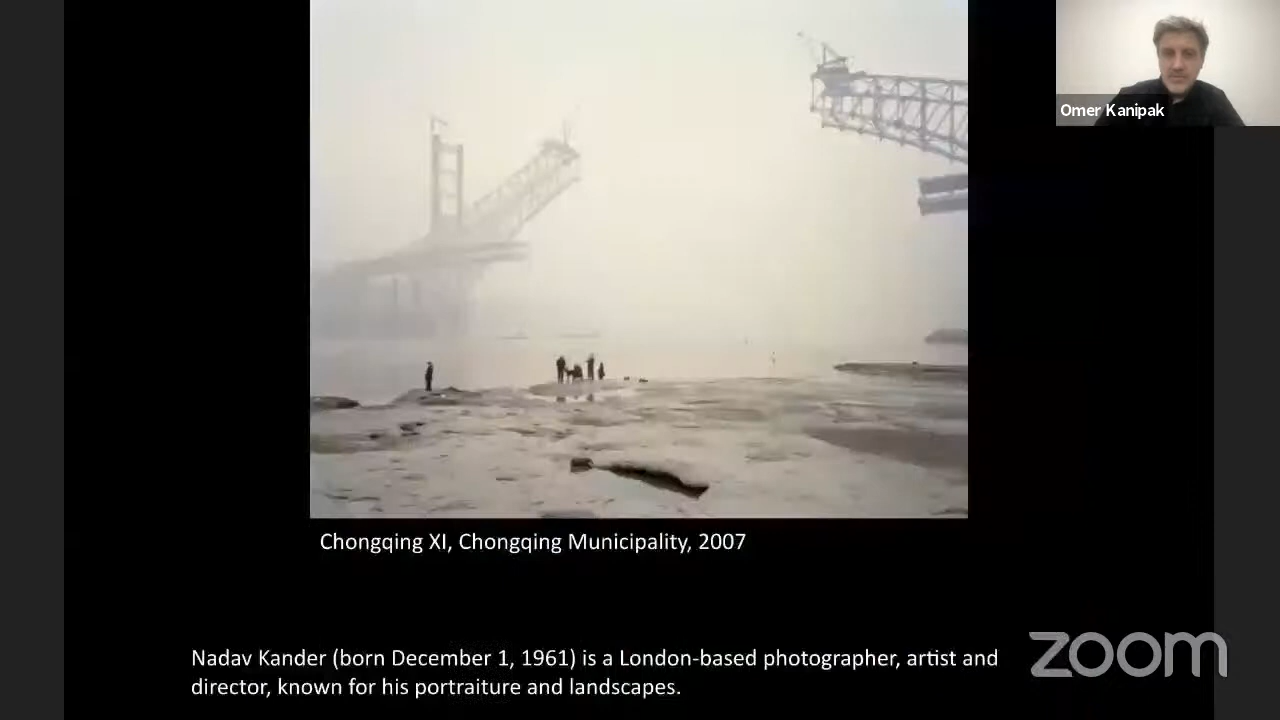 Omer Kanipak
Chongqing XI, Chongqing Municipality, 2007
Nadav Kander (born December 1, 1961) is a London-based photographer, artist and
director, known for his portraiture and landscapes.
zoom